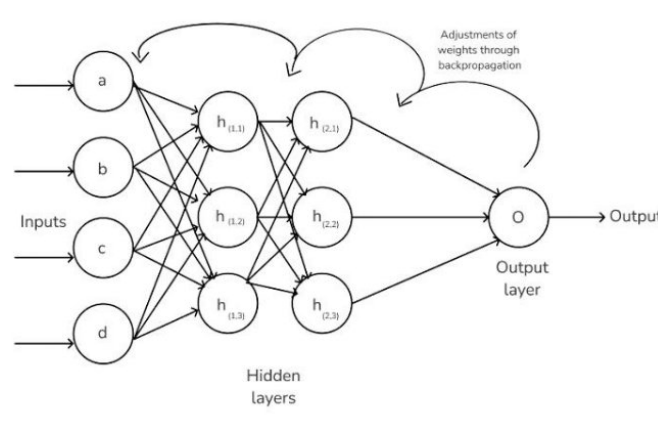 Adjustments of
weights through
backpropagation
a
b
c
d
Inputs
h (1,1)
h (1,2)
h (1,3)
h (2,1)
h (2,2)
h (2,3)
O
Output
Output
layer
Hidden
layers